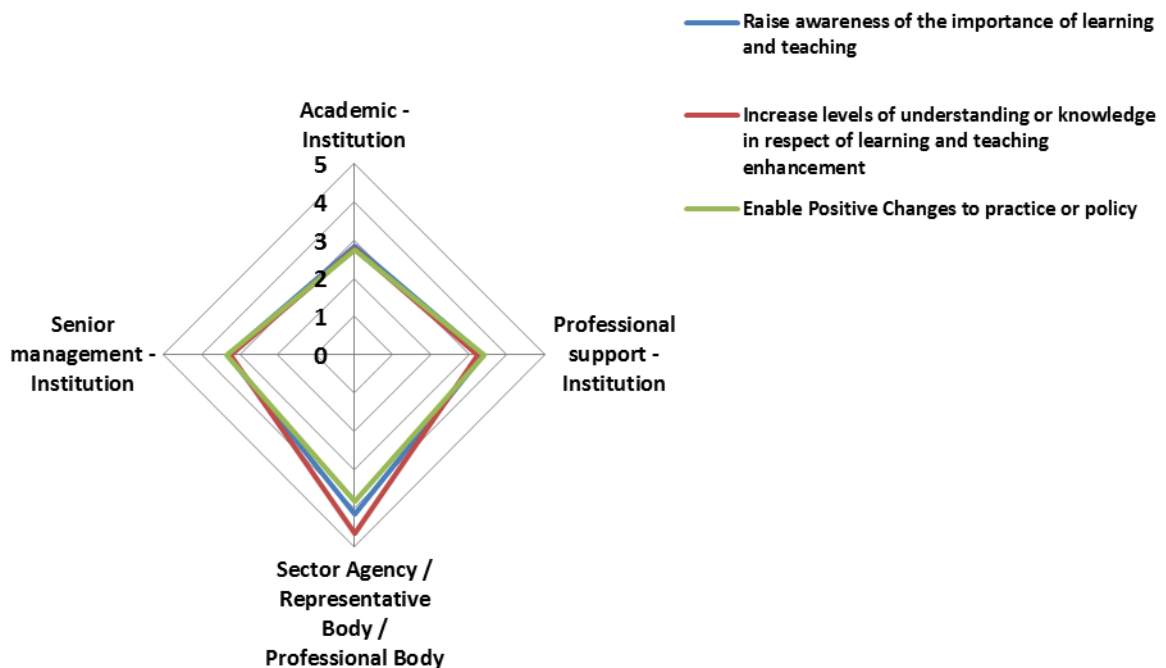 Raise awareness of the importance of learning
and teaching
Increase levels of understanding or knowledge
in respect of learning and teaching
enhancement
Enable Positive Changes to practice or policy
Academic -
Institution
5
4
3
2
1
0
Senior
management -
Institution
Professional
support -
Institution
Sector Agency /
Representative
Body /
Professional Body